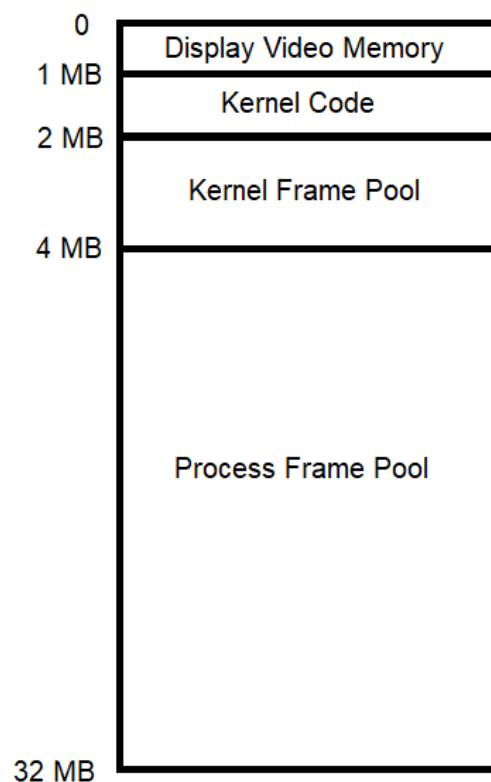 0
Display Video Memory
1 MB
Kernel Code
2 MB
Kernel Frame Pool
4 MB
Process Frame Pool
32 MB